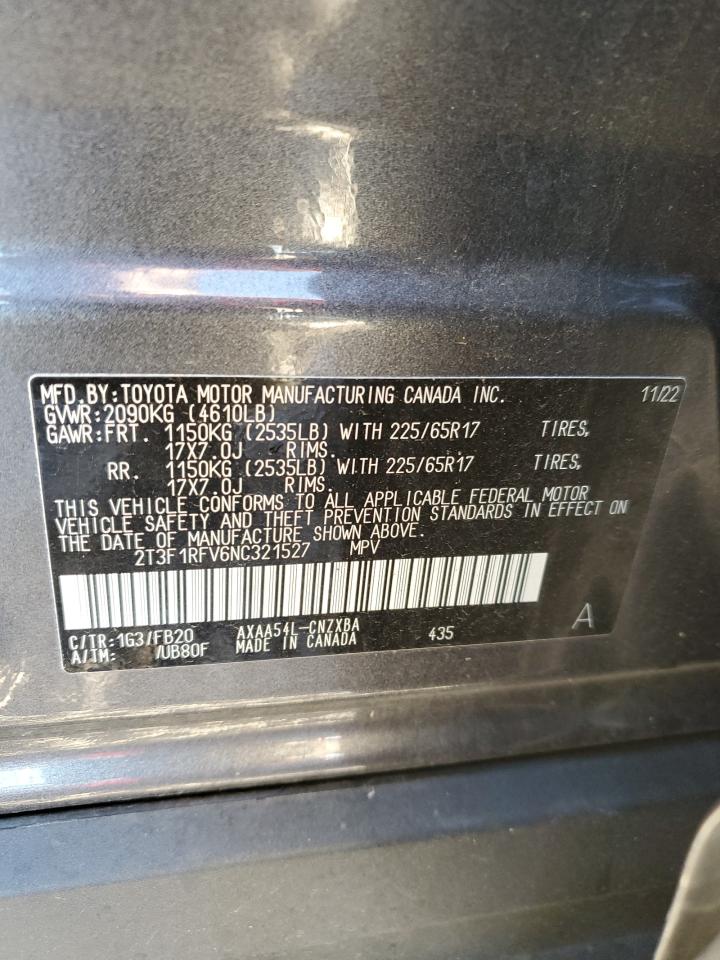 MFD.BY:TOYOTA MOTOR MANUFACTURING CANADA INC. 11/22
GVWR:2090KG (4610LB)
GAWR:FRT. 1150KG (2535LB) WITH 225/65R17 TIRES,
17X7.0J RIMS.
RR. 1150KG (2535LB) WITH 225/65R17 TIRES,
17X7.0J RIMS
THIS VEHICLE CONFORMS TO ALL APPLICABLE FEDERAL MOTOR
VEHICLE SAFETY AND THEFT PREVENTION STANDARDS IN EFFECT ON
THE DATE OF MANUFACTURE SHOWN ABOVE.
2T3F1RFV6NC321527 MPV
A
C/TR:1G3/FB20 AXAA54L-CNZXBA 435
A/TM: /UB80F MADE IN CANADA